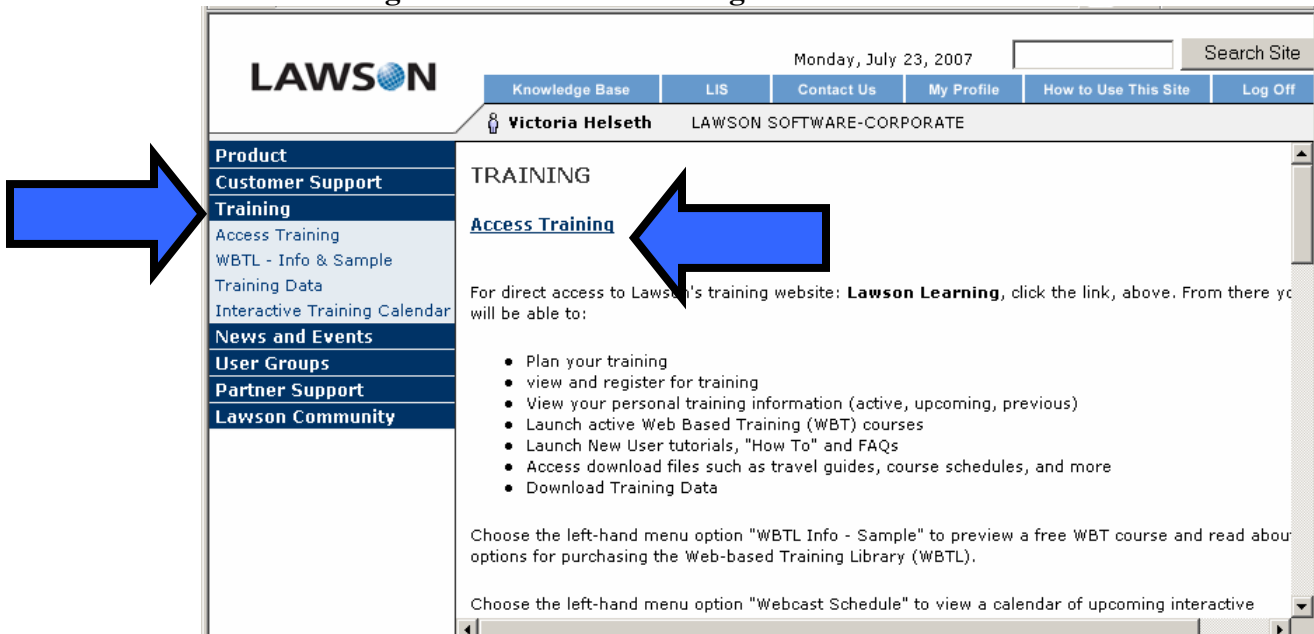 LAWSON
Monday, July 23, 2007
Search Site
Knowledge Base LIS Contact Us My Profile How to Use This Site Log Off
Victoria Helseth LAWSON SOFTWARE-CORPORATE
Product
Customer Support
Training
Access Training
WBTL - Info & Sample
Training Data
Interactive Training Calendar
News and Events
User Groups
Partner Support
Lawson Community
TRAINING
Access Training
For direct access to Lawson's training website: Lawson Learning, click the link, above. From there
will be able to:
• Plan your training
• view and register for training
• View your personal training information (active, upcoming, previous)
• Launch active Web Based Training (WBT) courses
• Launch New User tutorials, "How To" and FAQs
• Access download files such as travel guides, course schedules, and more
• Download Training Data
Choose the left-hand menu option "WBTL Info - Sample" to preview a free WBT course and read
options for purchasing the Web-based Training Library (WBTL).
Choose the left-hand menu option "Webcast Schedule" to view a calendar of upcoming interactive